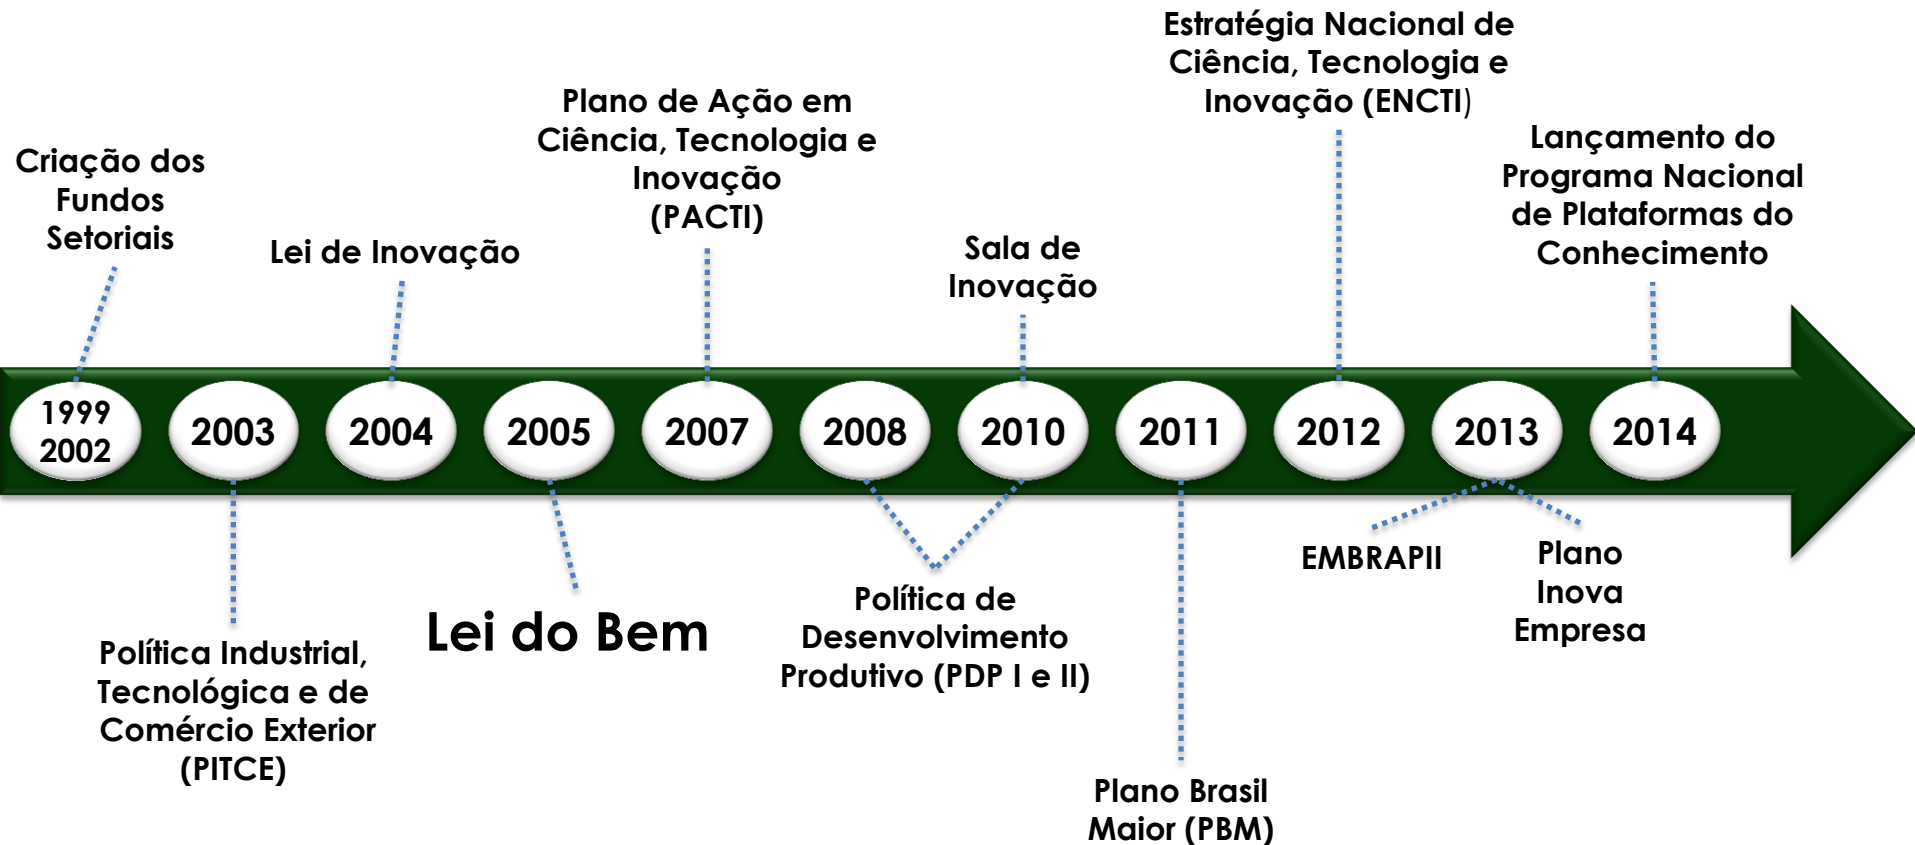 Criação dos
Fundos
Setoriais
Lei de Inovação
Plano de Ação em
Ciência, Tecnologia e
Inovação
(PACTI)
Sala de
Inovação
Estratégia Nacional de
Ciência, Tecnologia e
Inovação (ENCTI)
Lançamento do
Programa Nacional
de Plataformas do
Conhecimento
1999
2002
2003
2004
2005
2007
2008
2010
2011
2012
2013
2014
Política Industrial,
Tecnológica e de
Comércio Exterior
(PITCE)
Lei do Bem
Política de
Desenvolvimento
Produtivo (PDP I e II)
Plano Brasil
Maior (PBM)
EMBRAPII
Plano
Inova
Empresa